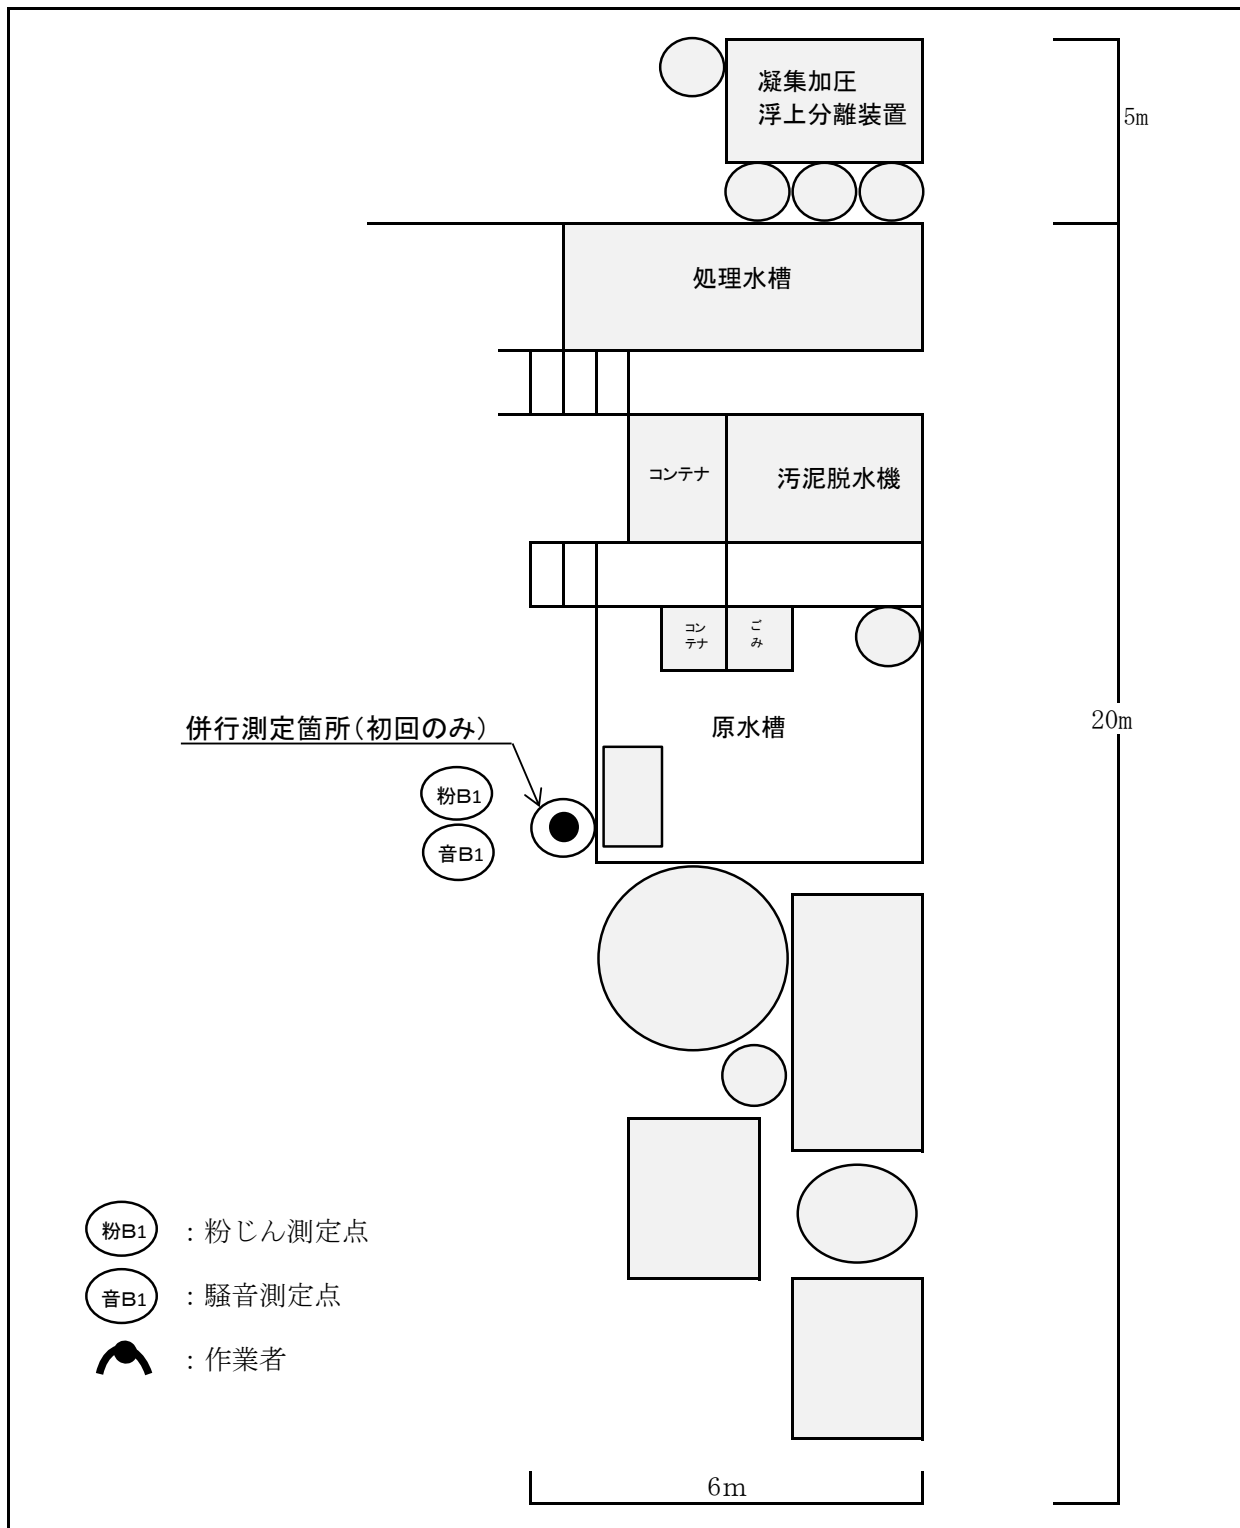 凝集加圧
浮上分離装置
5m
処理水槽
コンテナ
汚泥脱水機
コン
テナ
ご
み
20m
併行測定箇所（初回のみ）
原水槽
粉B1
音B1
粉B1
：粉じん測定点
音B1
：騒音測定点
：作業者
6m